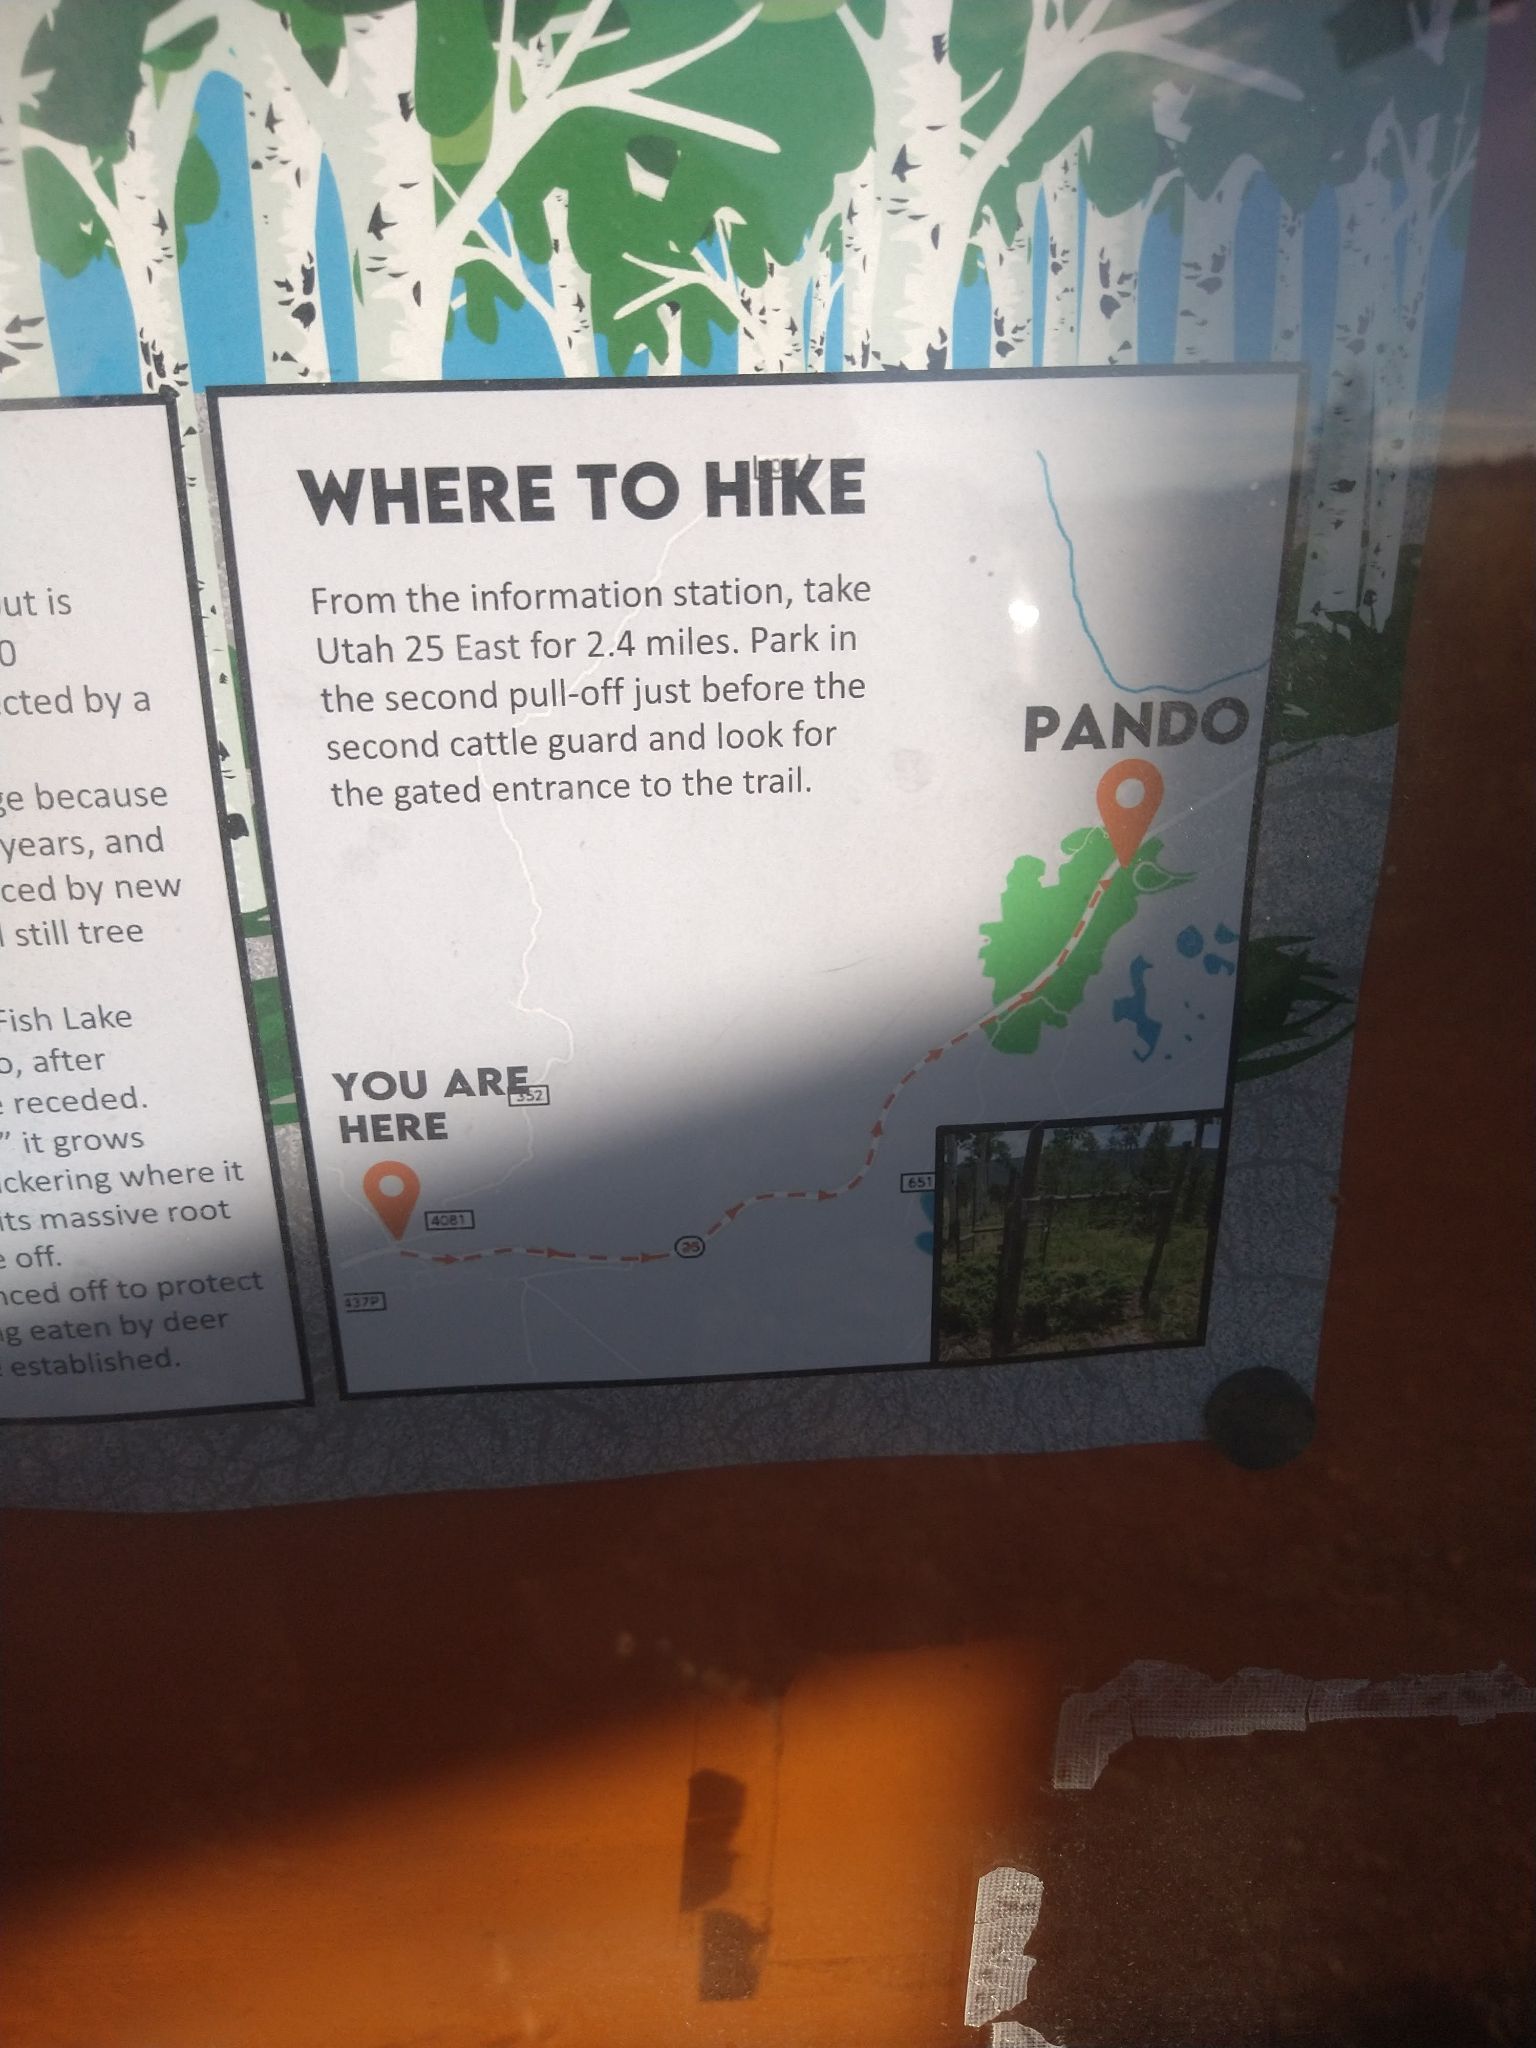 out is
0
cted by a
ge because
years, and
ced by new
still tree
Fish Lake
o, after
receded.
” it grows
ckering where it
its massive root
e off.
nced off to protect
ng eaten by deer
established.
WHERE TO HIKE
From the information station, take
Utah 25 East for 2.4 miles. Park in
the second pull-off just before the
second cattle guard and look for
the gated entrance to the trail.
PANDO
YOU ARE
HERE
352
4081
25
651
437P